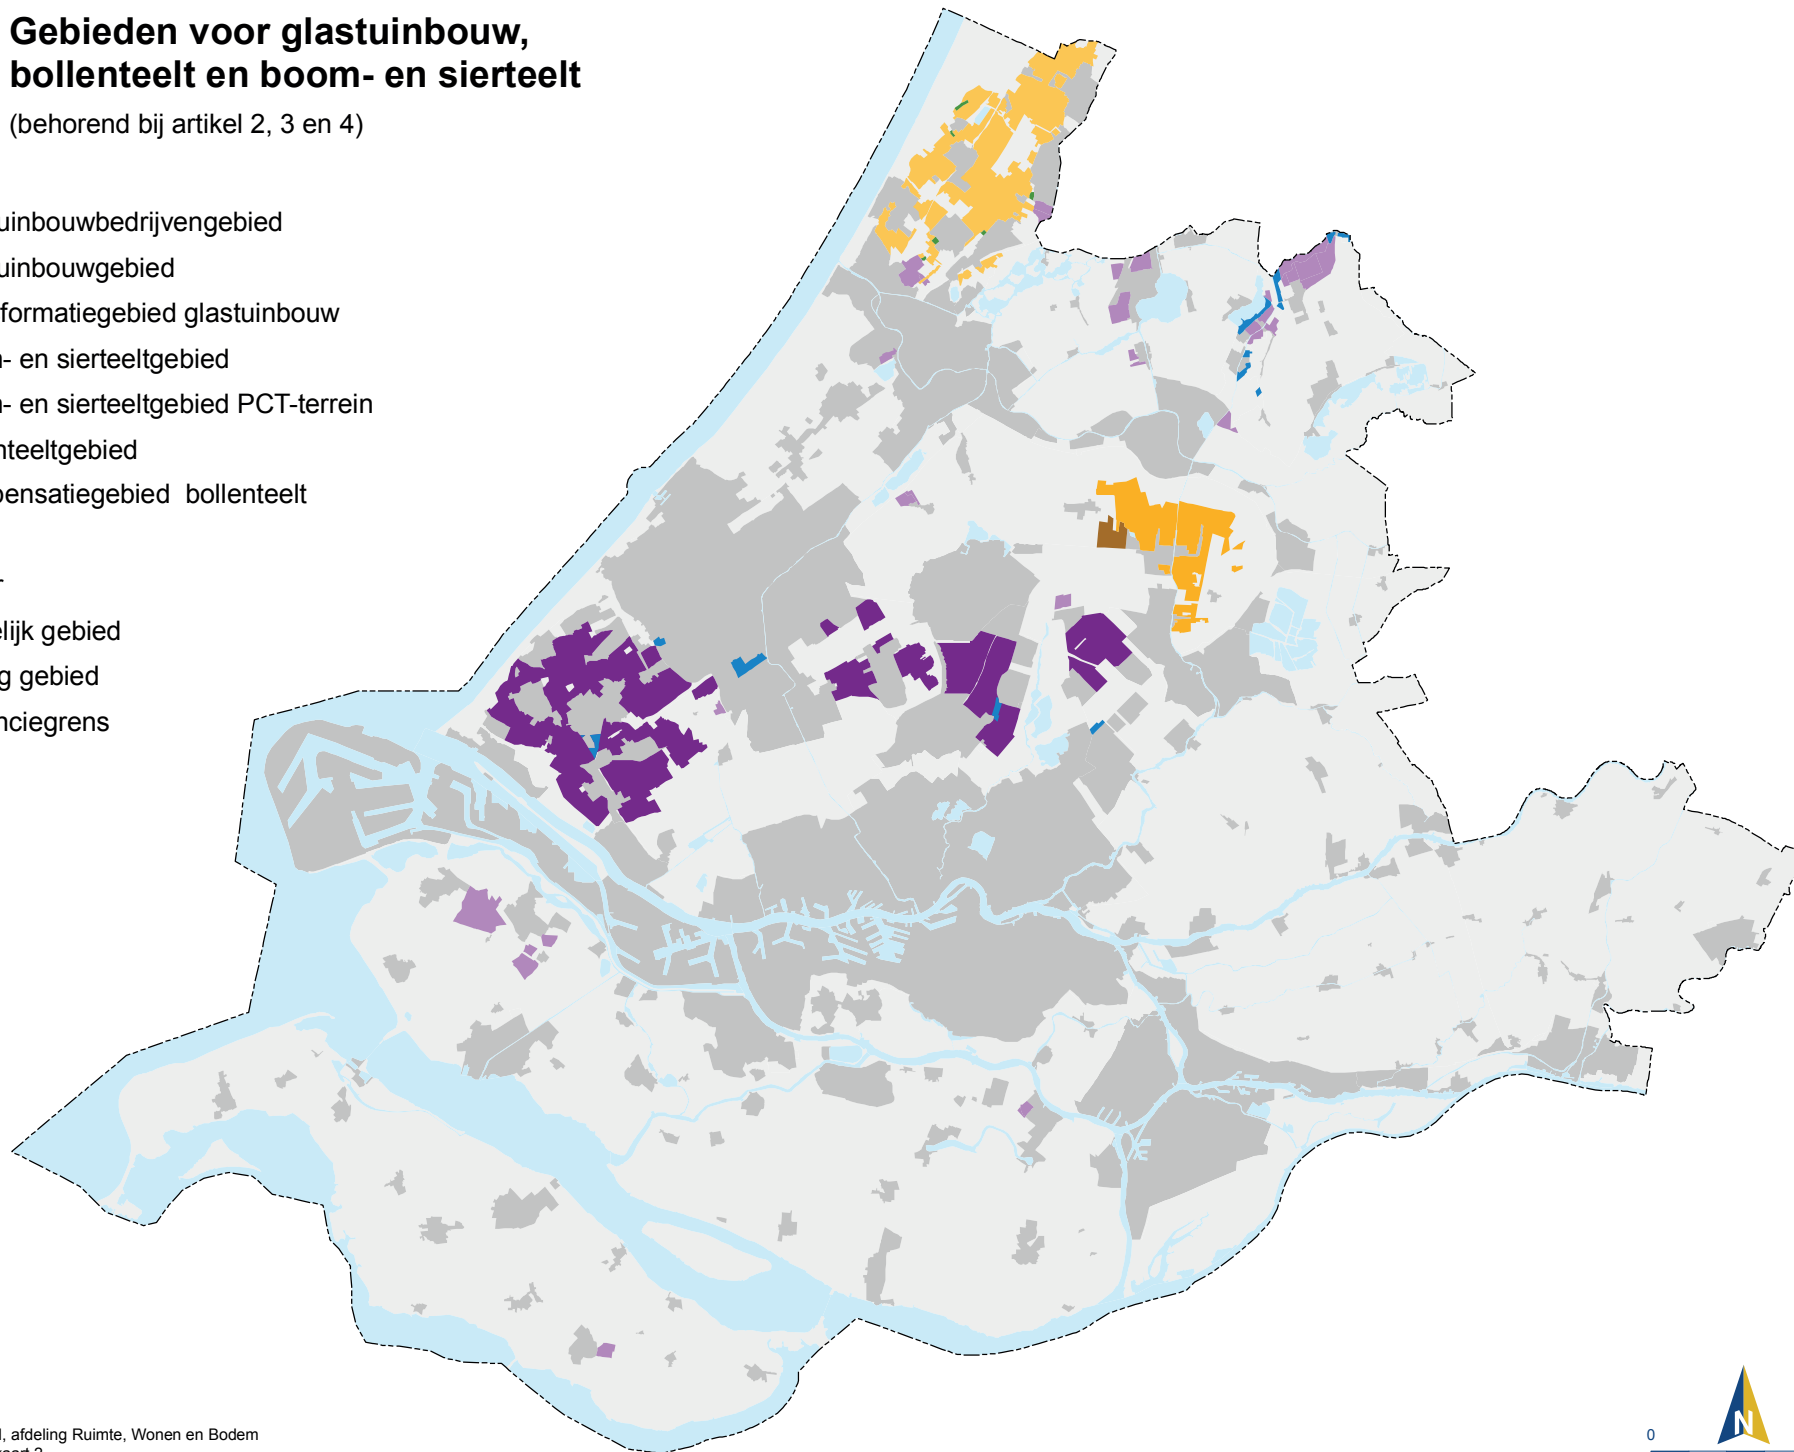 Gebieden voor glastuinbouw,
bollenteelt en boom- en sierteelt
(behorend bij artikel 2, 3 en 4)
uinbouwbedrijvengebied
uinbouwgebied
formatiegebied glastuinbouw
- en sierteeltgebied
- en sierteeltgebied PCT-terrein
nteeltgebied
ensatiegebied bollenteelt
elijk gebied
g gebied
nciegrens
, afdeling Ruimte, Wonen en Bodem
0
N